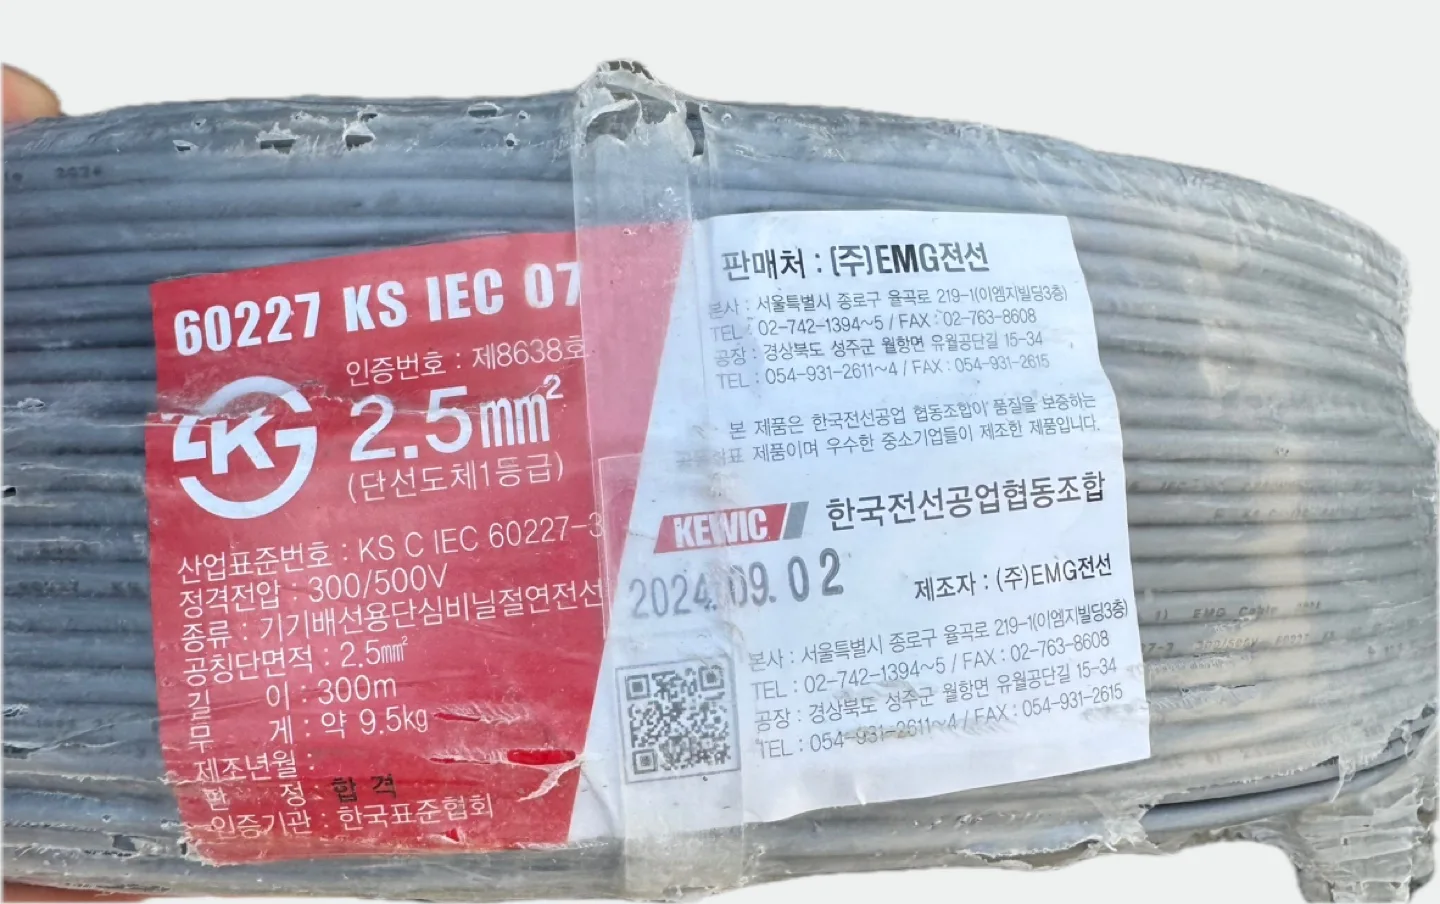 60227 KS IEC 07
인증번호 : 제8638호
2.5㎟
(단선도체1등급)
산업표준번호 : KS C IEC 60227-3
정격전압 : 300/500V
종류 : 기기배선용단심비닐절연전선
공칭단면적 : 2.5㎟
길 이 : 300m
무 게 : 약 9.5kg
제조년월 :
판 정 : 합 격
인증기관 : 한국표준협회
판매처 : (주)EMG전선
본사 : 서울특별시 종로구 율곡로 219-1(이엠지빌딩3층)
TEL : 02-742-1394~5 / FAX : 02-763-8608
공장 : 경상북도 성주군 월항면 유월공단길 15-34
TEL : 054-931-2611~4 / FAX : 054-931-2615
본 제품은 한국전선공업 협동조합이 품질을 보증하는
제품이며 우수한 중소기업들이 제조한 제품입니다.
KEWIC 한국전선공업협동조합
2024.09.02
제조자 : (주)EMG전선
본사 : 서울특별시 종로구 율곡로 219-1(이엠지빌딩3층)
TEL : 02-742-1394~5 / FAX : 02-763-8608
공장 : 경상북도 성주군 월항면 유월공단길 15-34
TEL : 054-931-2611~4 / FAX : 054-931-2615
EMG Cable
300/500V